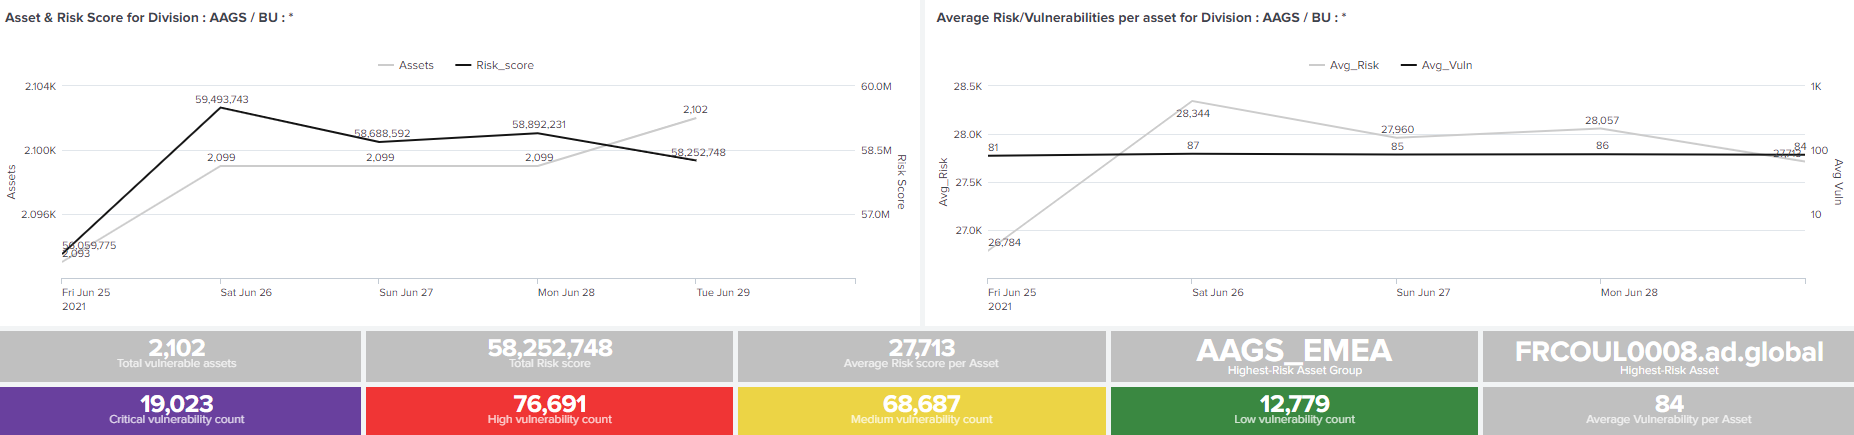 Asset & Risk Score for Division : AAGS / BU : *
Assets
Risk_score
2.104K
2.100K
2.096K
Assets
60.0M
58.5M
57.0M
Risk Score
56,059,775
59,493,743
58,688,592
58,892,231
58,252,748
2,093
2,099
2,099
2,099
2,102
Fri Jun 25
2021
Sat Jun 26
Sun Jun 27
Mon Jun 28
Tue Jun 29
Average Risk/Vulnerabilities per asset for Division : AAGS / BU : *
Avg_Risk
Avg_Vuln
28.5K
28.0K
27.5K
27.0K
Avg_Risk
1K
100
10
Avg Vuln
26,784
28,344
27,960
28,057
27,713
81
87
85
86
84
Fri Jun 25
2021
Sat Jun 26
Sun Jun 27
Mon Jun 28
2,102
Total vulnerable assets
58,252,748
Total Risk score
27,713
Average Risk score per Asset
AAGS_EMEA
Highest-Risk Asset Group
FRCOUL0008.ad.global
Highest-Risk Asset
19,023
Critical vulnerability count
76,691
High vulnerability count
68,687
Medium vulnerability count
12,779
Low vulnerability count
84
Average Vulnerability per Asset